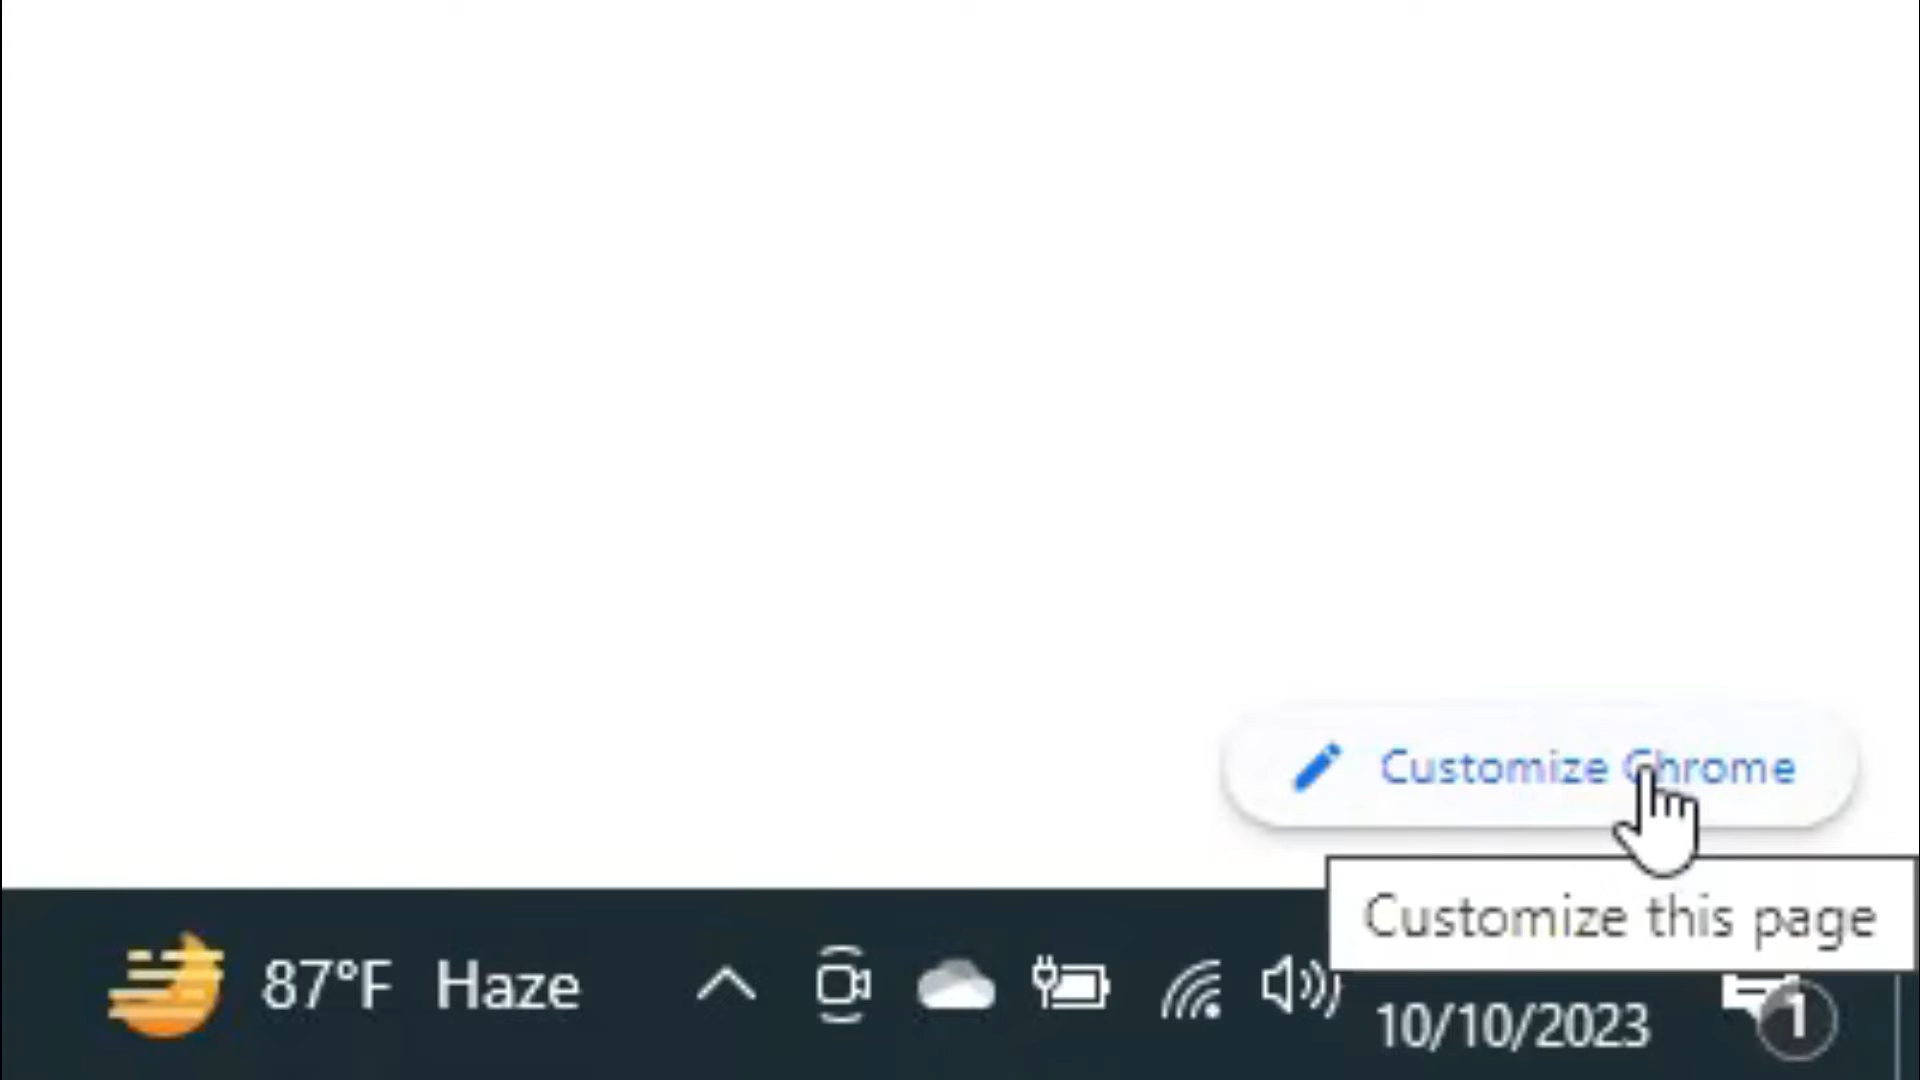 Customize Chrome
Customize this page
87°F Haze
10/10/2023
1